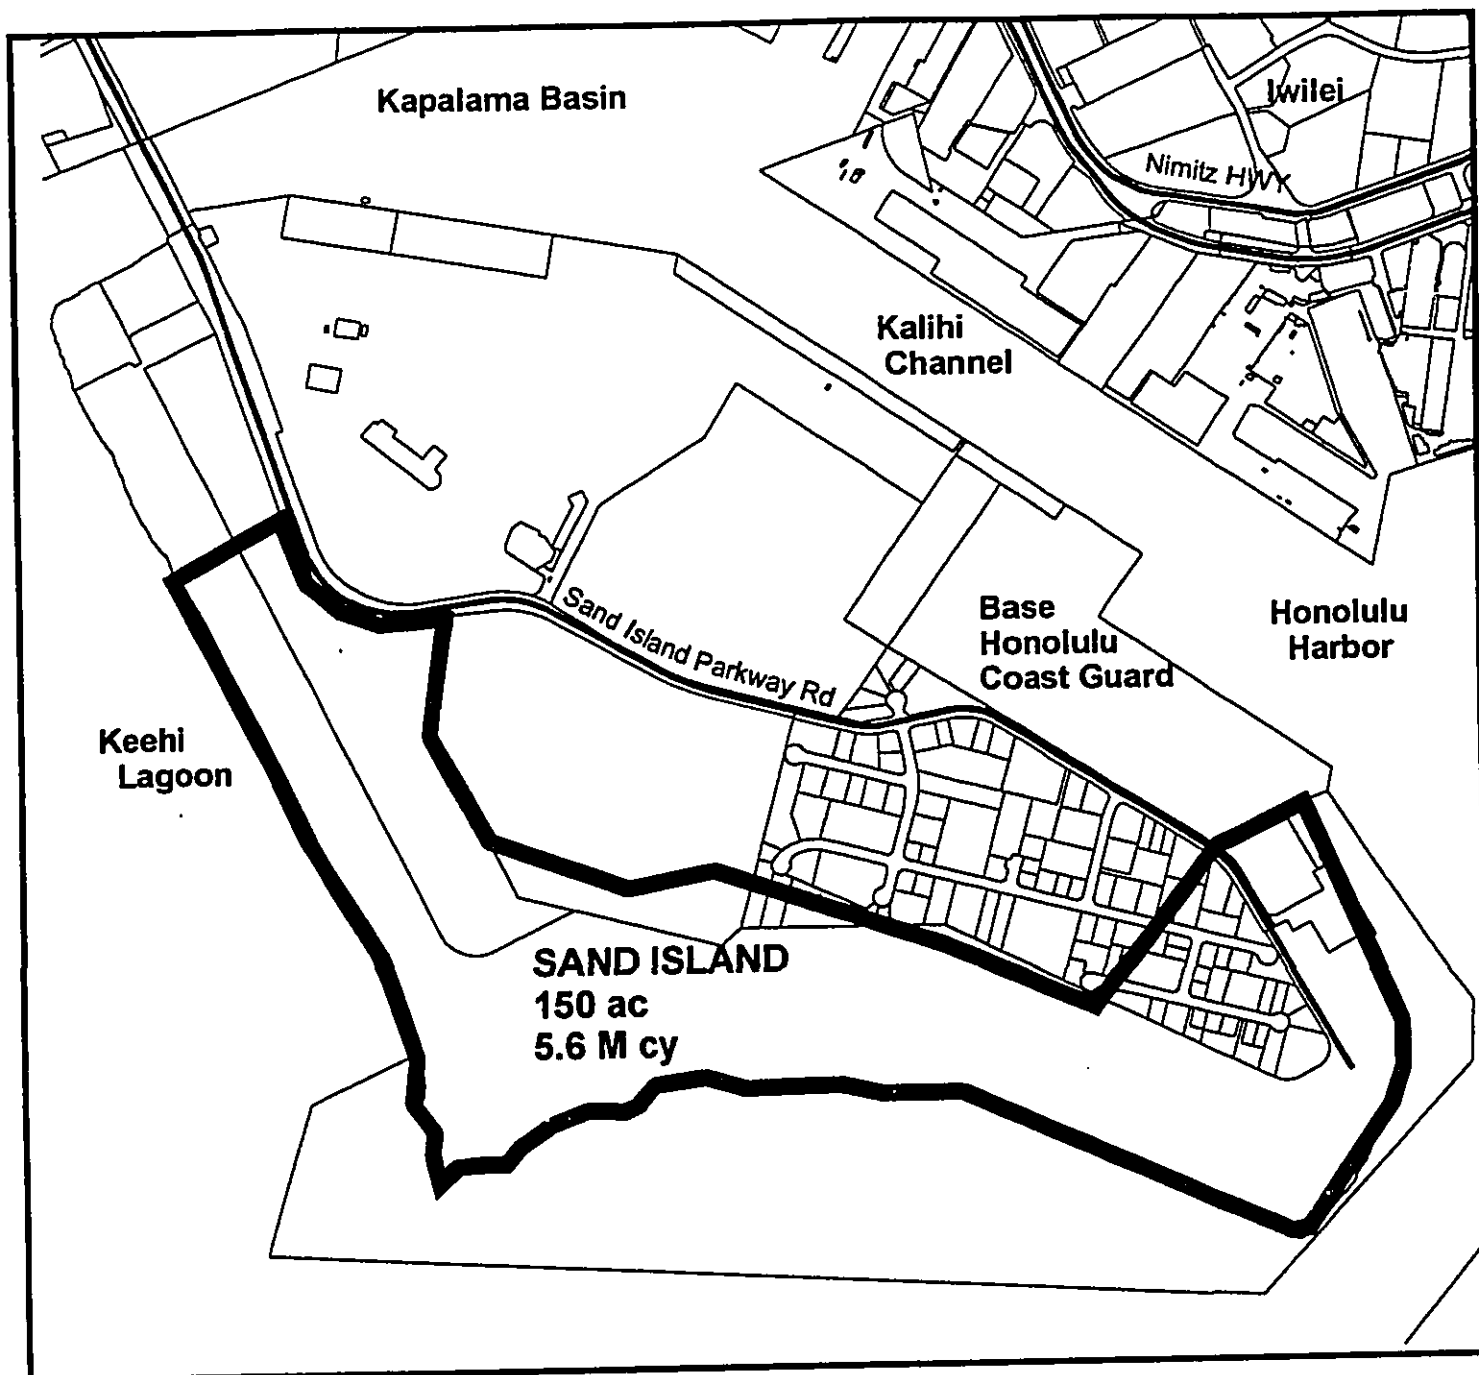 Kapalama Basin
Iwilei
Nimitz HWY
Kalihi
Channel
Sand Island Parkway Rd
Base
Honolulu
Coast Guard
Honolulu
Harbor
Keehi
Lagoon
SAND ISLAND
150 ac
5.6 M cy